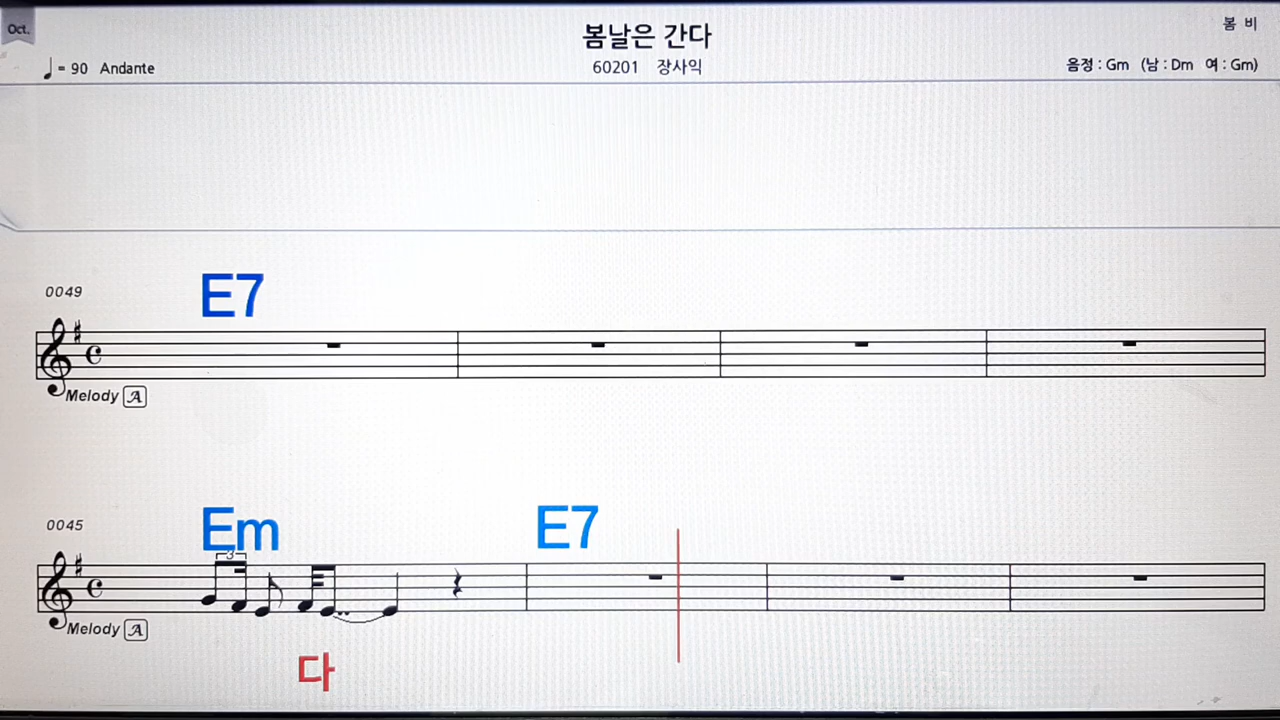 Oct.
봄날은 간다
봄 비
♩= 90 Andante
60201 장사익
음정 : Gm (남 : Dm 여 : Gm)
E7
0049
Melody A
Em E7
0045
3
Melody A
다